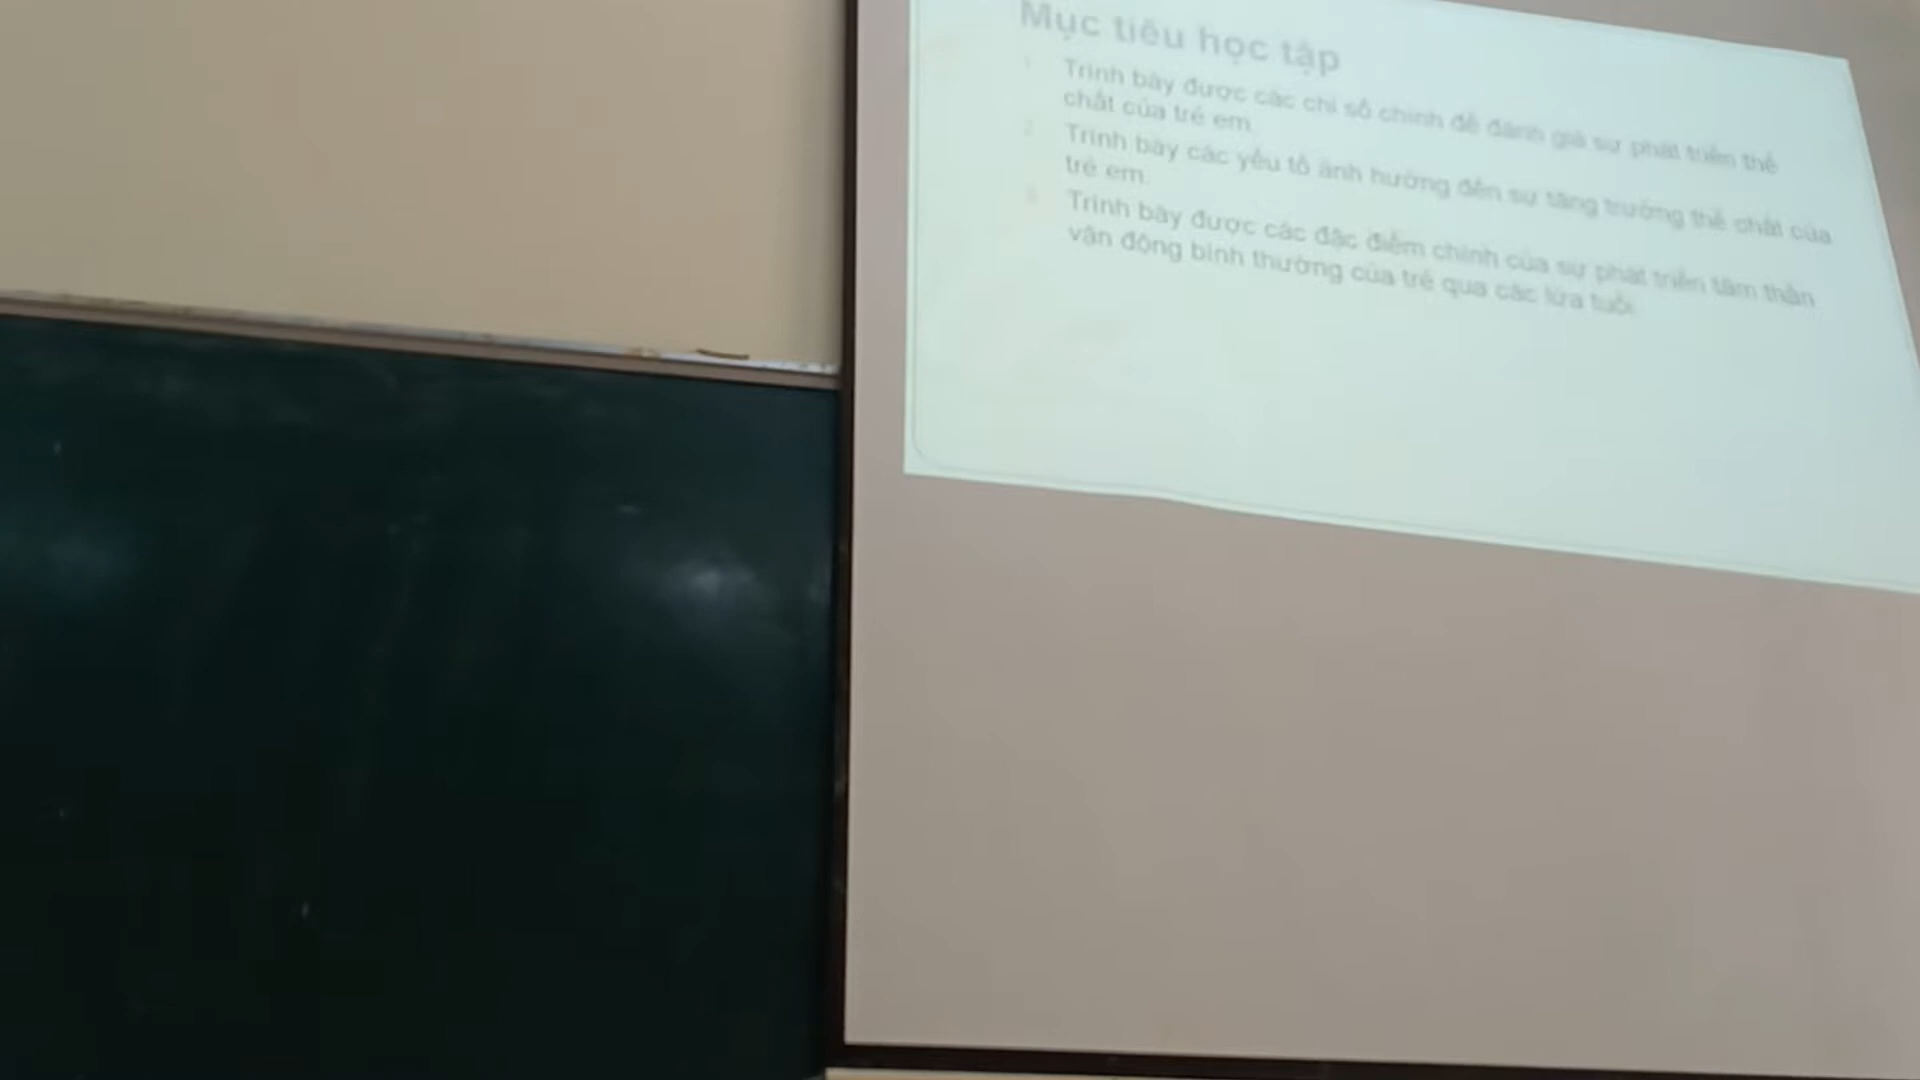 Mục tiêu học tập
1. Trình bày được các chỉ số chính để đánh giá sự phát triển thể
chất của trẻ em.
2. Trình bày các yếu tố ảnh hưởng đến sự tăng trưởng thể chất của
trẻ em.
3. Trình bày được các đặc điểm chính của sự phát triển tâm thần
vận động bình thường của trẻ qua các lứa tuổi.